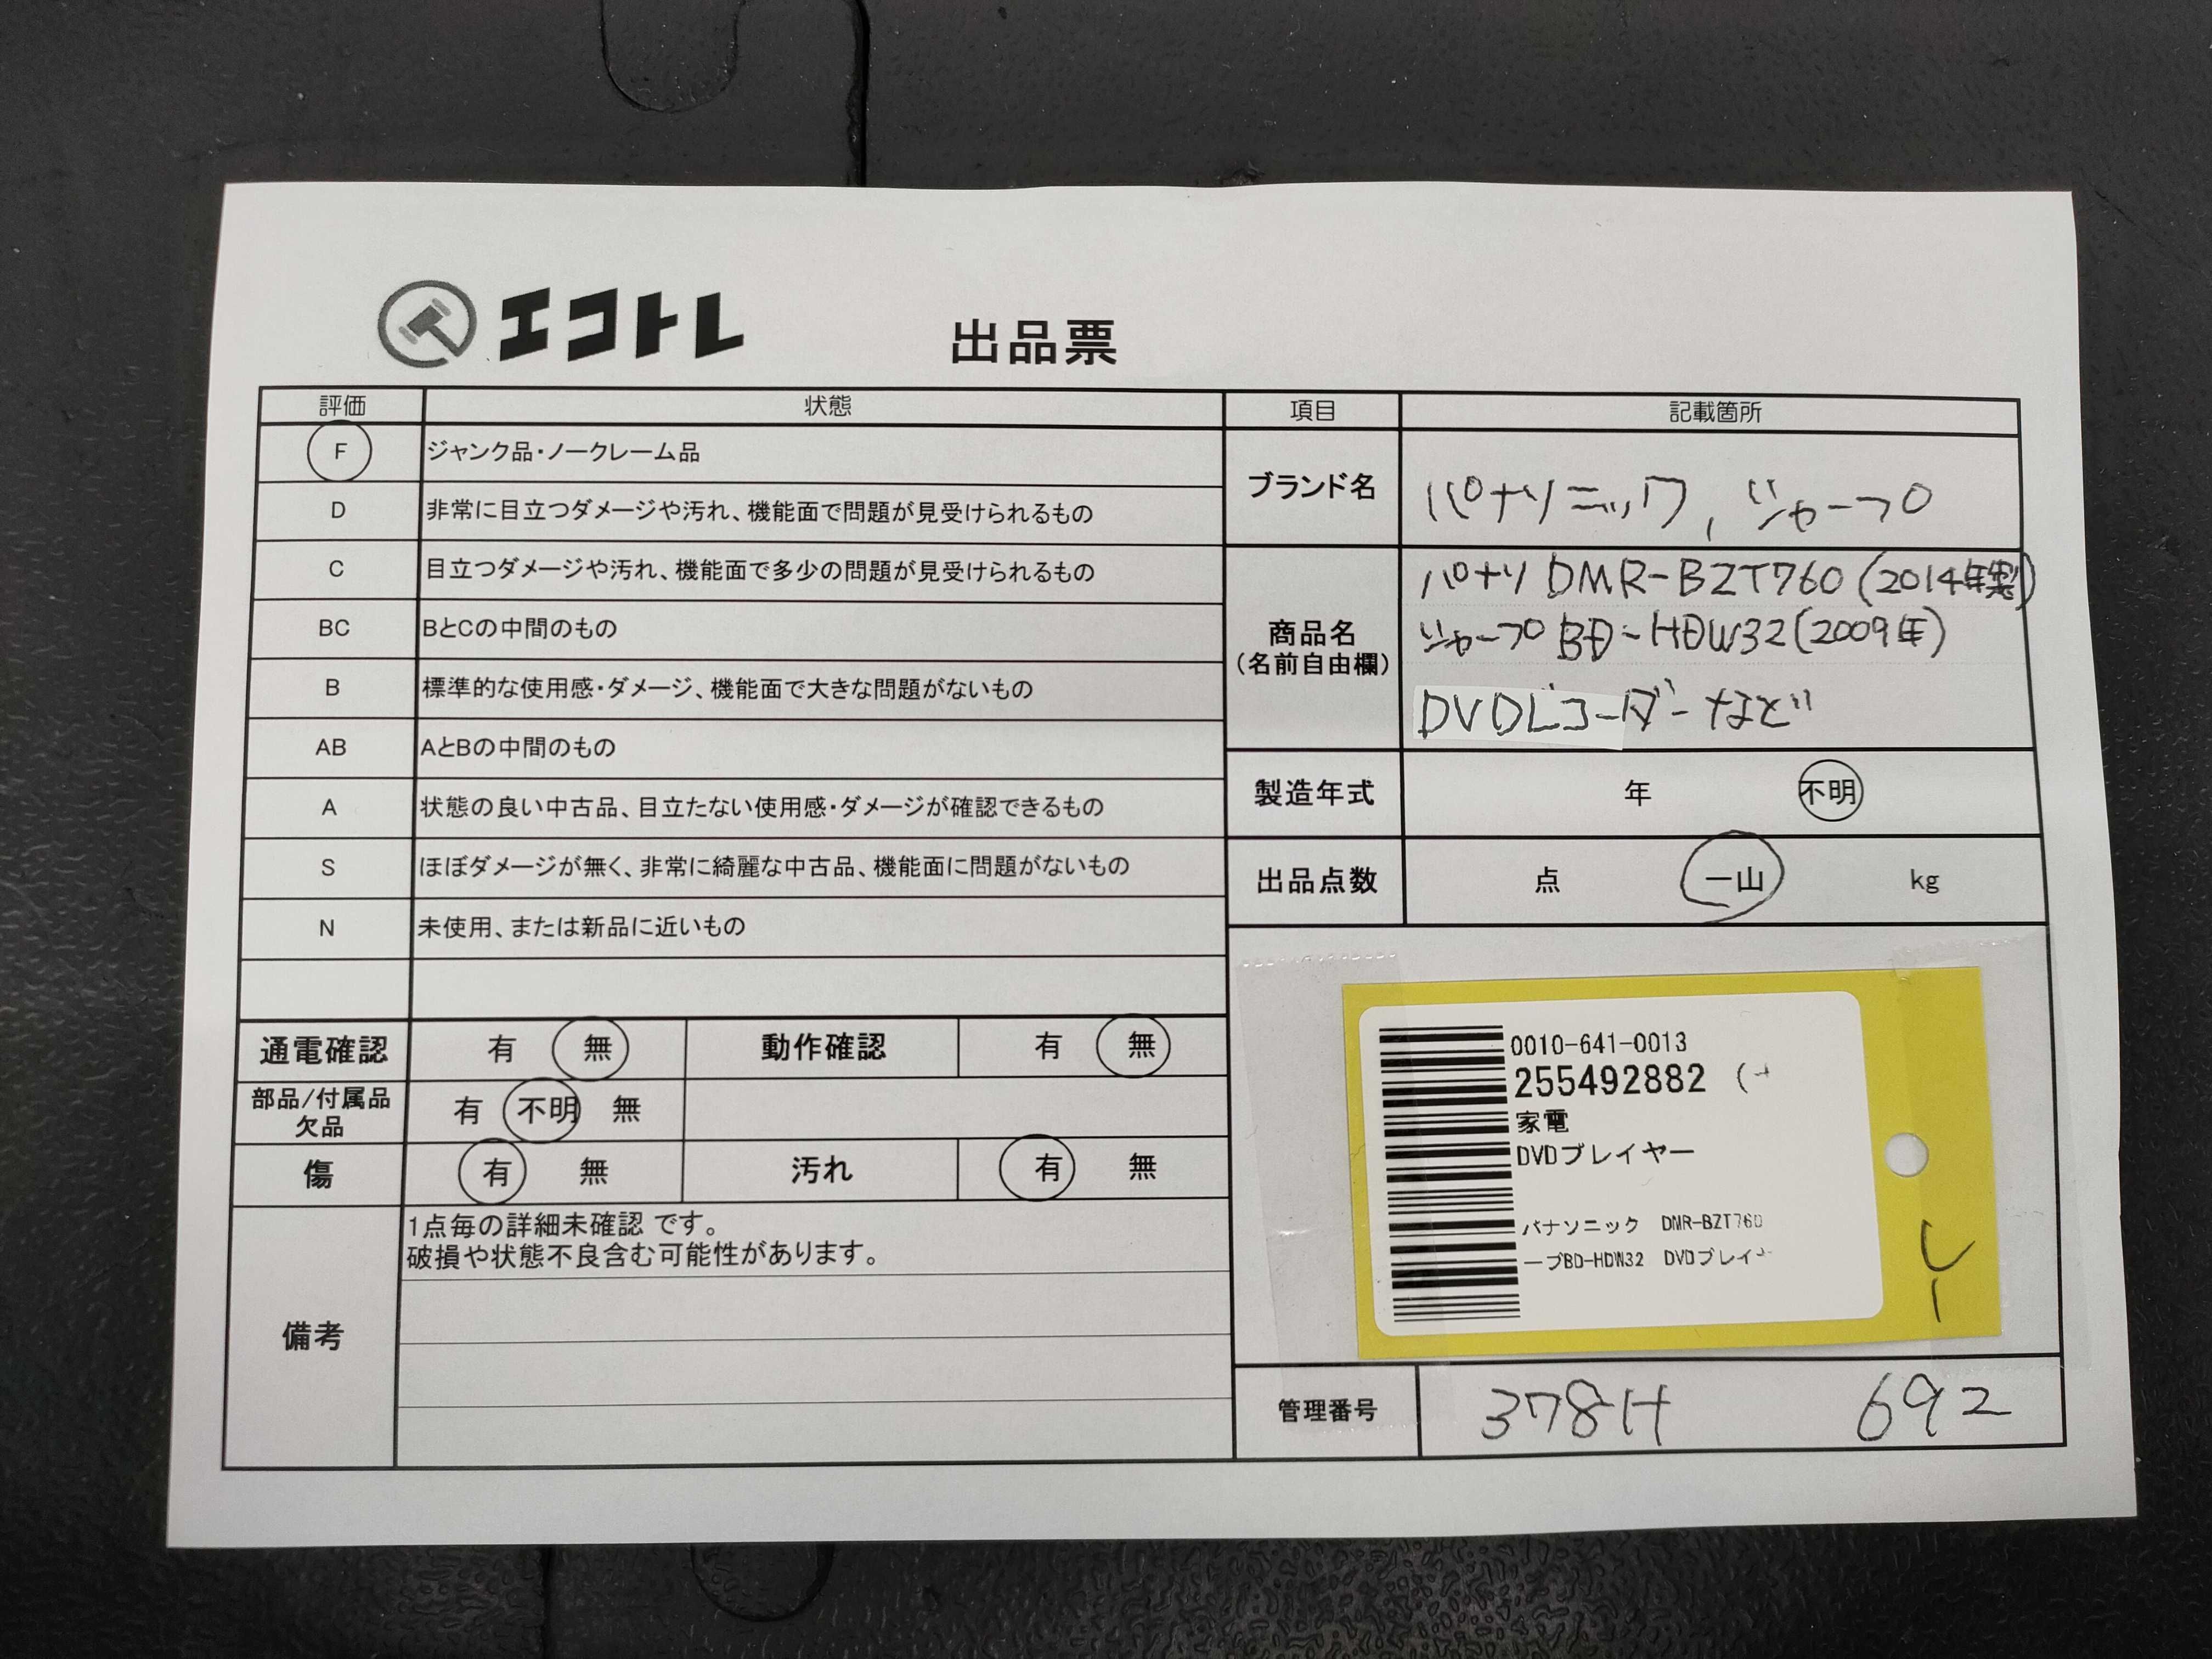 エコトレ
出品票
評価 状態
F ジャンク品・ノークレーム品
D 非常に目立つダメージや汚れ、機能面で問題が見受けられるもの
C 目立つダメージや汚れ、機能面で多少の問題が見受けられるもの
BC BとCの中間のもの
B 標準的な使用感・ダメージ、機能面で大きな問題がないもの
AB AとBの中間のもの
A 状態の良い中古品、目立たない使用感・ダメージが確認できるもの
S ほぼダメージが無く、非常に綺麗な中古品、機能面に問題がないもの
N 未使用、または新品に近いもの
通電確認 有 無 動作確認 有 無
部品/付属品
欠品
有 不明 無
傷 有 無 汚れ 有 無
備考
1点毎の詳細未確認 です。
破損や状態不良含む可能性があります。
項目 記載箇所
ブランド名 パナソニック, シャープ
商品名
(名前自由欄)
パナソ DMR-BZT760 (2014年製)
シャープ BD-HDW32 (2009年)
DVDレコーダーなど
製造年式 年 不明
出品点数 点 一山 kg
0010-641-0013
255492882 (
家電
DVDプレイヤー
パナソニック DMR-BZT760
ープBD-HDW32 DVDプレイ
レー
管理番号 378H 692